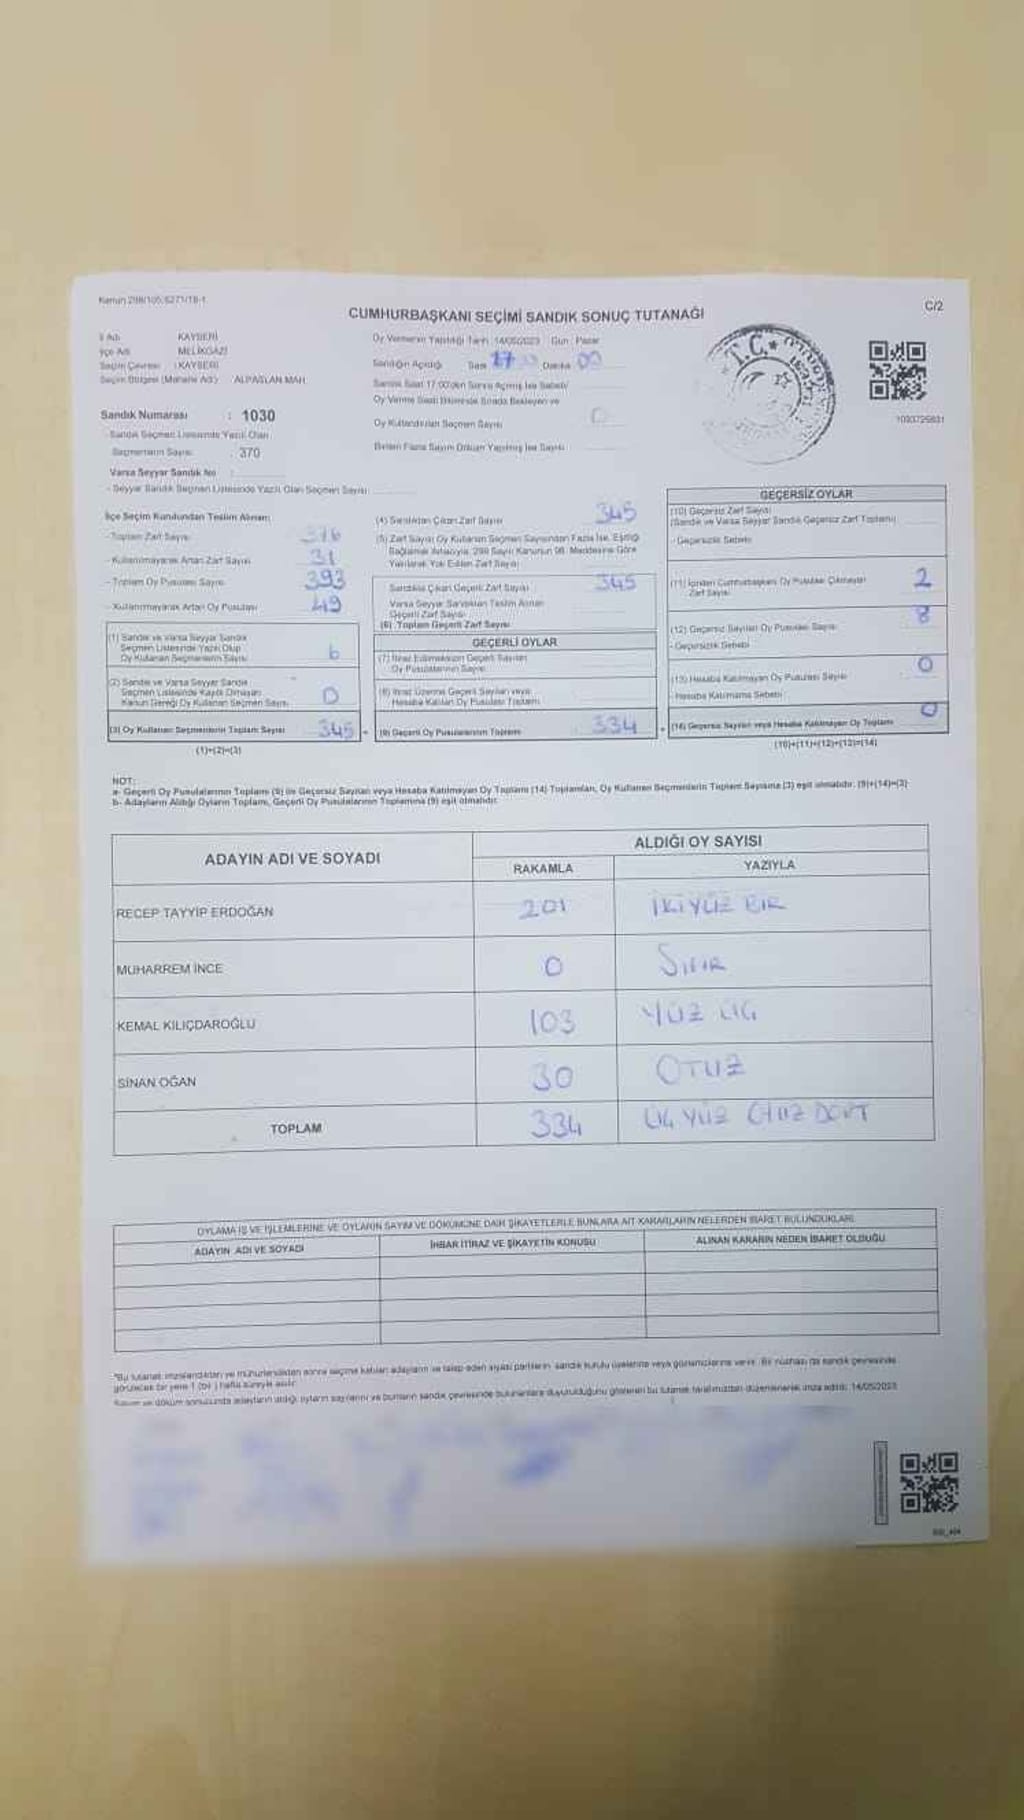 Kanun 298/105, 6271/18-1
C/2
CUMHURBAŞKANI SEÇİMİ SANDIK SONUÇ TUTANAĞI
İl Adı KAYSERİ
İlçe Adı MELİKGAZİ
Seçim Çevresi : KAYSERİ
Seçim Bölgesi (Mahalle Adı) : ALPASLAN MAH.
Sandık Numarası : 1030
- Sandık Seçmen Listesinde Yazılı Olan
Seçmenlerin Sayısı : 370
Varsa Seyyar Sandık No :
- Seyyar Sandık Seçmen Listesinde Yazılı Olan Seçmen Sayısı
Oy Vermenin Yapıldığı Tarih : 14/05/2023 Gün : Pazar
Sandığın Açıldığı Saat 17 Dakika 00
Sandık Saat 17:00'den Sonra Açılmış İse Sebebi
Oy Verme Saati Bitiminde Sırada Bekleyen ve
Oy Kullandırılan Seçmen Sayısı 0
Birden Fazla Sayım Döküm Yapılmış İse Sayısı
T.C.
1093725831
İlçe Seçim Kurulundan Teslim Alınan:
- Toplam Zarf Sayısı 376
- Kullanılmayarak Artan Zarf Sayısı 31
- Toplam Oy Pusulası Sayısı 393
- Kullanılmayarak Artan Oy Pusulası 49
(1) Sandık ve Varsa Seyyar Sandık
Seçmen Listesinde Yazılı Olup
Oy Kullanan Seçmenlerin Sayısı 6
(2) Sandık ve Varsa Seyyar Sandık
Seçmen Listesinde Kayıtlı Olmayan
Kanun Gereği Oy Kullanan Seçmen Sayısı 0
(3) Oy Kullanan Seçmenlerin Toplam Sayısı 345
(1)+(2)=(3)
(4) Sandıktan Çıkan Zarf Sayısı 345
(5) Zarf Sayısı Oy Kullanan Seçmen Sayısından Fazla İse, Eşitliği
Sağlamak Amacıyla, 298 Sayılı Kanunun 98. Maddesine Göre
Yakılarak Yok Edilen Zarf Sayısı
Sandıkta Çıkan Geçerli Zarf Sayısı 345
Varsa Seyyar Sandıktan Teslim Alınan
Geçerli Zarf Sayısı
(6) Toplam Geçerli Zarf Sayısı
GEÇERLİ OYLAR
(7) İtiraz Edilmeksizin Geçerli Sayılan
Oy Pusulalarının Sayısı
(8) İtiraz Üzerine Geçerli Sayılan veya
Hesaba Katılan Oy Pusulası Toplamı
(9) Geçerli Oy Pusulalarının Toplamı 334
GEÇERSİZ OYLAR
(10) Geçersiz Zarf Sayısı
(Sandık ve Varsa Seyyar Sandık Geçersiz Zarf Toplamı)
- Geçersizlik Sebebi
(11) İçinden Cumhurbaşkanı Oy Pusulası Çıkmayan
Zarf Sayısı 2
(12) Geçersiz Sayılan Oy Pusulası Sayısı 8
- Geçersizlik Sebebi
(13) Hesaba Katılmayan Oy Pusulası Sayısı 0
- Hesaba Katılmama Sebebi
(14) Geçersiz Sayılan veya Hesaba Katılmayan Oy Toplamı 0
(10)+(11)+(12)+(13)=(14)
NOT:
a- Geçerli Oy Pusulalarının Toplamı (9) ile Geçersiz Sayılan veya Hesaba Katılmayan Oy Toplamı (14) Toplamları, Oy Kullanan Seçmenlerin Toplam Sayısına (3) eşit olmalıdır. (9)+(14)=(3)
b- Adayların Aldığı Oyların Toplamı, Geçerli Oy Pusulalarının Toplamına (9) eşit olmalıdır.
ADAYIN ADI VE SOYADI
ALDIĞI OY SAYISI
RAKAMLA YAZIYLA
RECEP TAYYİP ERDOĞAN 201 İKİYÜZ BİR
MUHARREM İNCE 0 SIFIR
KEMAL KILIÇDAROĞLU 103 YÜZ ÜÇ
SİNAN OĞAN 30 OTUZ
TOPLAM 334 ÜÇ YÜZ OTUZ DÖRT
OYLAMA İŞ VE İŞLEMLERİNE VE OYLARIN SAYIM VE DÖKÜMÜNE DAİR ŞİKAYETLERLE BUNLARA AİT KARARLARIN NELERDEN İBARET BULUNDUKLARI
ADAYIN ADI VE SOYADI İHBAR İTİRAZ VE ŞİKAYETİN KONUSU ALINAN KARARIN NEDEN İBARET OLDUĞU
*Bu tutanak imzalandıktan ve mühürlendikten sonra seçime katılan adayların ve talep eden siyasi partilerin sandık kurulu üyelerine veya gözlemcilerine verilir. Bir nüshası da sandık çevresinde
görülecek bir yere 1 (bir) hafta süreyle asılır.
Sayım ve döküm sonucunda adayların aldığı oyların sayılarını ve bunların sandık çevresinde bulunanlara duyurulduğunu gösteren bu tutanak tarafımızdan düzenlenerek imza edildi. 14/05/2023